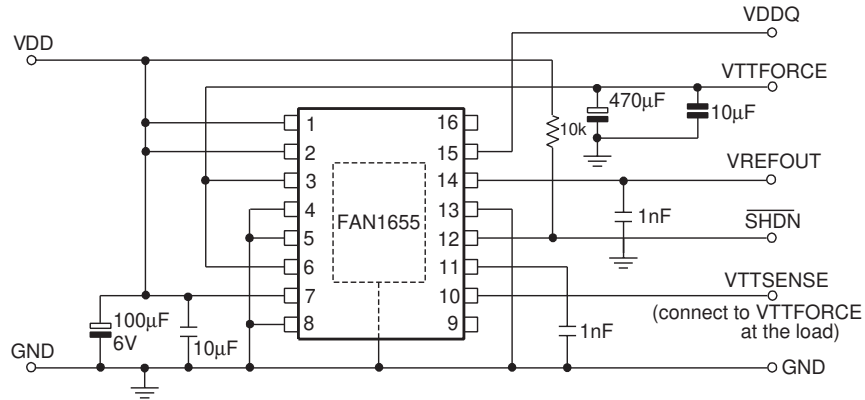 VDDQ
VDD
VTTFORCE
470µF
10µF
10k
1
2
3
4
5
6
7
8
16
15
14
13
12
11
10
9
FAN1655
VREFOUT
1nF
SHDN
VTTSENSE
(connect to VTTFORCE
at the load)
100µF
6V
10µF
1nF
GND
GND